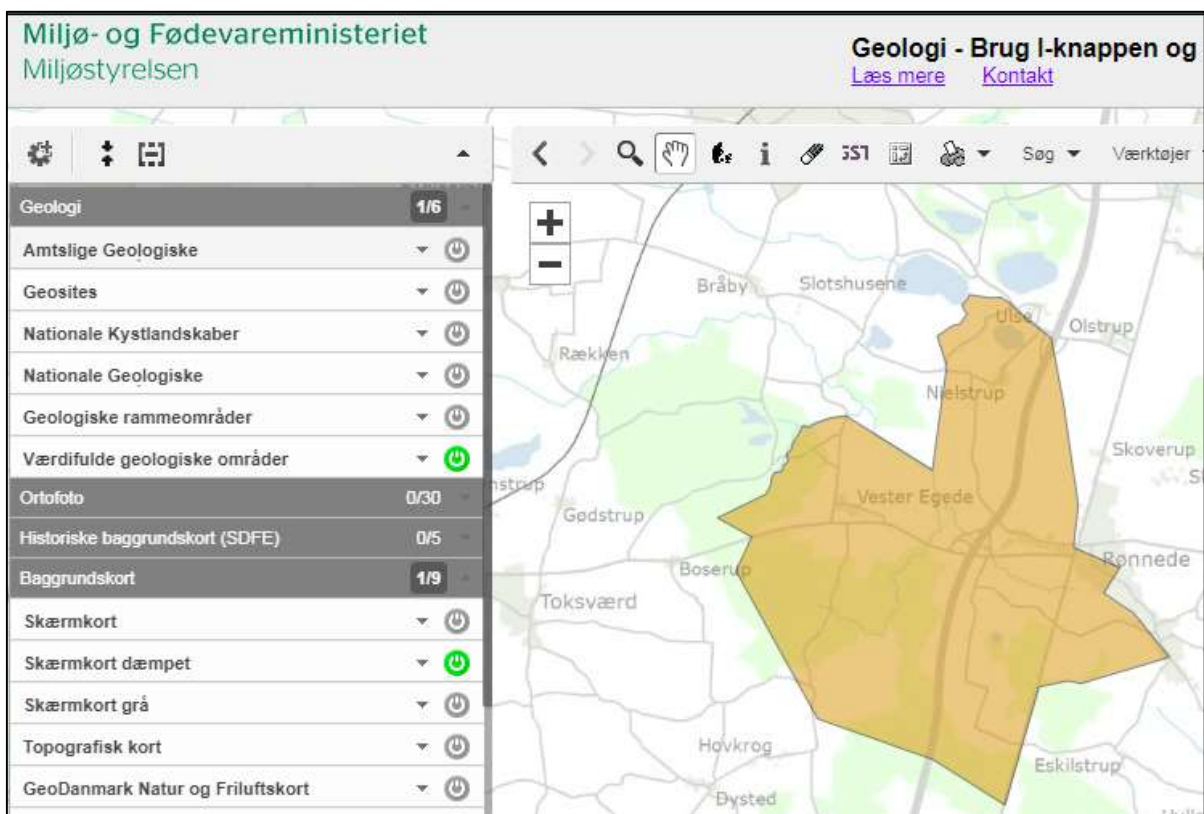 Miljø- og Fødevareministeriet
Miljøstyrelsen
Geologi - Brug I-knappen og
Læs mere Kontakt
Søg
Værktøjer
Geologi 1/6
Amtslige Geologiske
Geosites
Nationale Kystlandskaber
Nationale Geologiske
Geologiske rammeområder
Værdifulde geologiske områder
Ortofoto 0/30
Historiske baggrundskort (SDFE) 0/5
Baggrundskort 1/9
Skærmkort
Skærmkort dæmpet
Skærmkort grå
Topografisk kort
GeoDanmark Natur og Friluftskort
Bråby
Slotshusene
Ulse
Olstrup
Rækken
Nielstrup
Skoverup
nstrup
Vester Egede
Gødstrup
Rønnede
Boserup
Toksværd
Hovkrog
Eskilstrup
Dysted